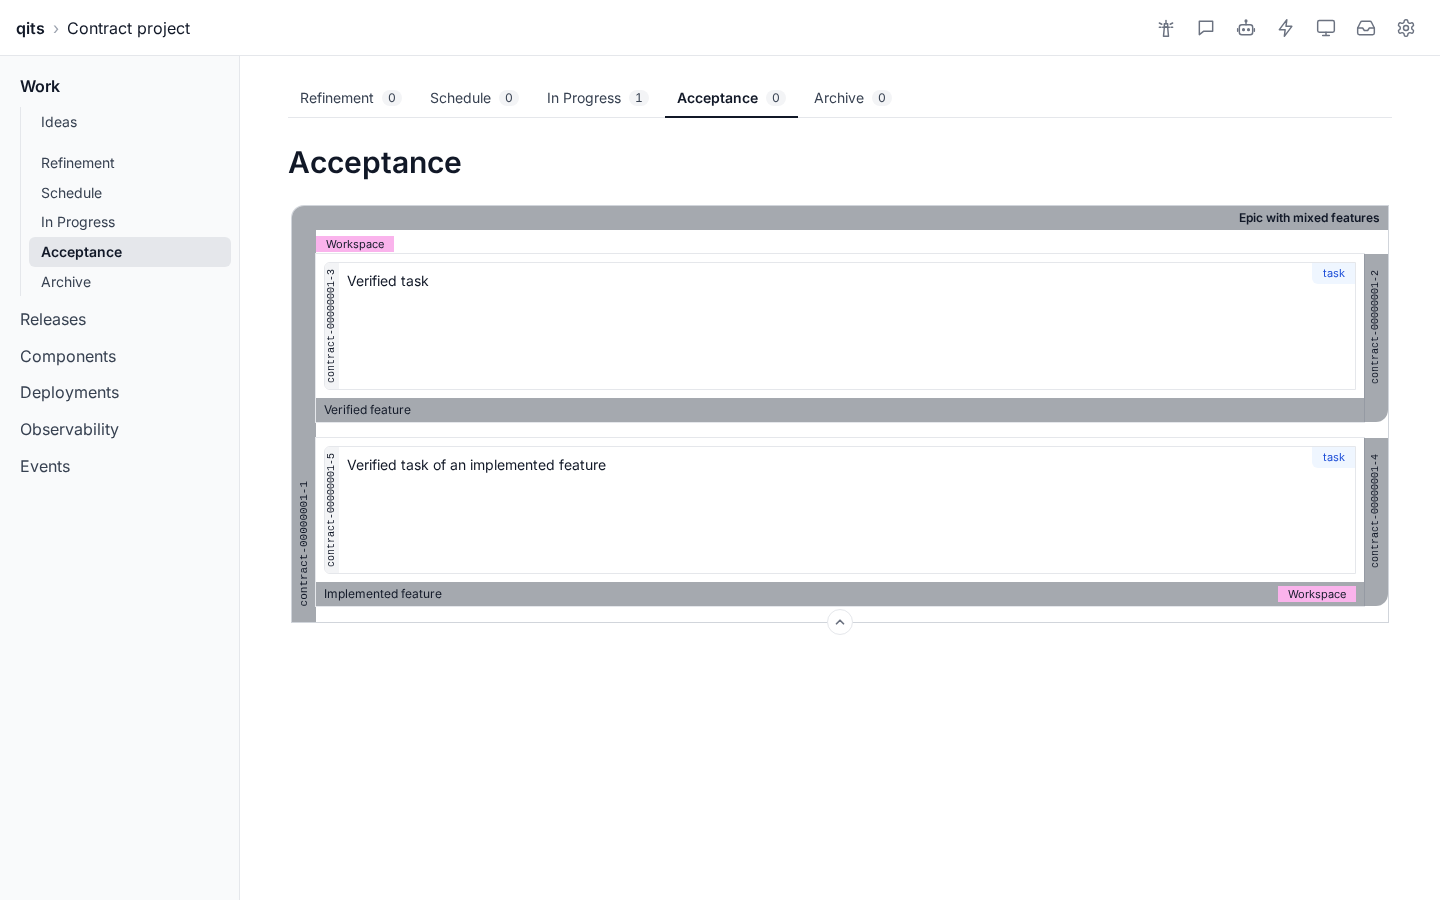 qits › Contract project
Work
Ideas
Refinement
Schedule
In Progress
Acceptance
Archive
Releases
Components
Deployments
Observability
Events
Refinement 0
Schedule 0
In Progress 1
Acceptance 0
Archive 0
Acceptance
Epic with mixed features
contract-00000001-1
Workspace
contract-00000001-3
Verified task
task
contract-00000001-2
Verified feature
contract-00000001-5
Verified task of an implemented feature
task
contract-00000001-4
Implemented feature
Workspace